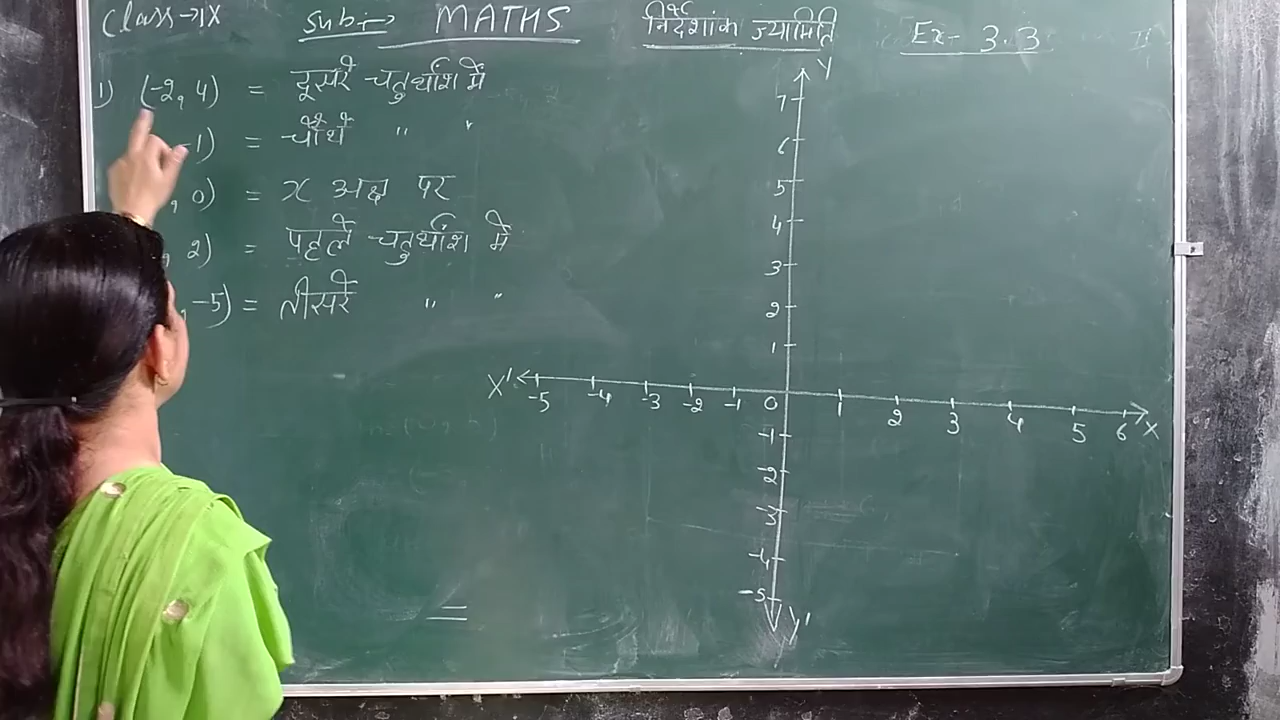 Class → IX Sub:→ MATHS निर्देशांक ज्यामिति Ex- 3.3
1) (-2, 4) = दूसरे चतुर्थांश में
-1) = चौथे " "
, 0) = x अक्ष पर
, 2) = पहले चतुर्थांश में
, -5) = तीसरे " "
Y
7
6
5
4
3
2
1
X' -5 -4 -3 -2 -1 0 1 2 3 4 5 6 X
-1
-2
-3
-4
-5
Y'
=